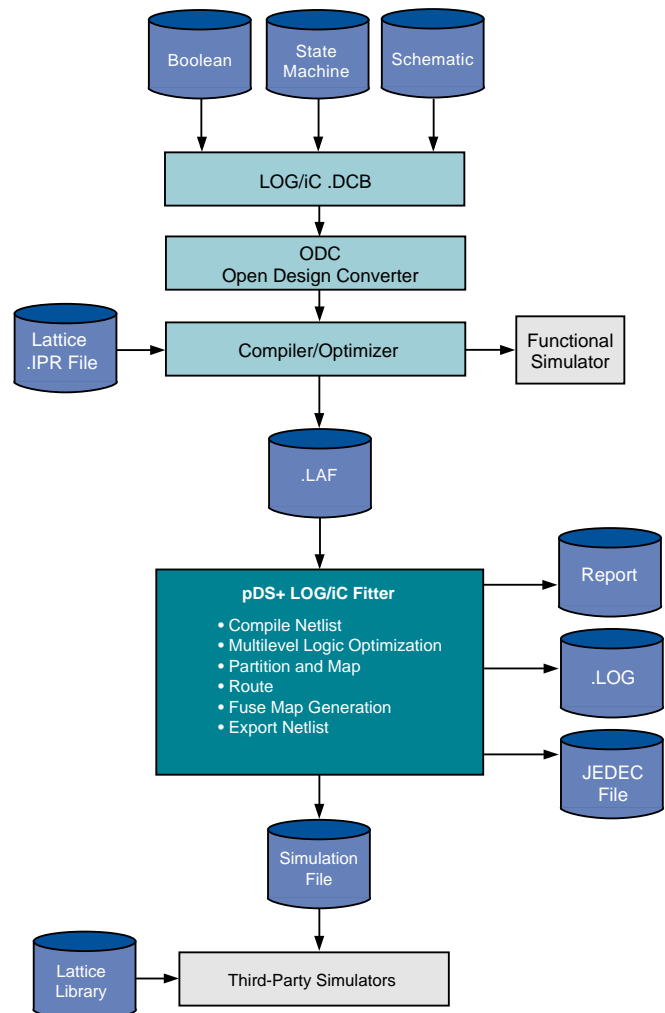 Boolean
State
Machine
Schematic
LOG/iC .DCB
ODC
Open Design Converter
Lattice
.IPR File
Compiler/Optimizer
Functional
Simulator
.LAF
pDS+ LOG/iC Fitter
• Compile Netlist
• Multilevel Logic Optimization
• Partition and Map
• Route
• Fuse Map Generation
• Export Netlist
Report
.LOG
JEDEC
File
Simulation
File
Lattice
Library
Third-Party Simulators